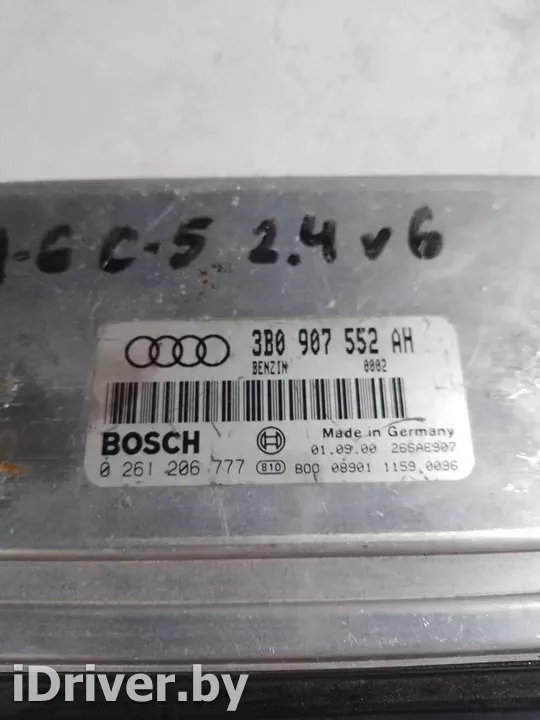 -6 C-5 2.4 v6
3B0 907 552 AH
BENZIN 0002
BOSCH Made in Germany
01.09.00 266A6907
0 261 206 777 810 B00 08901 1159.0096
iDriver.by